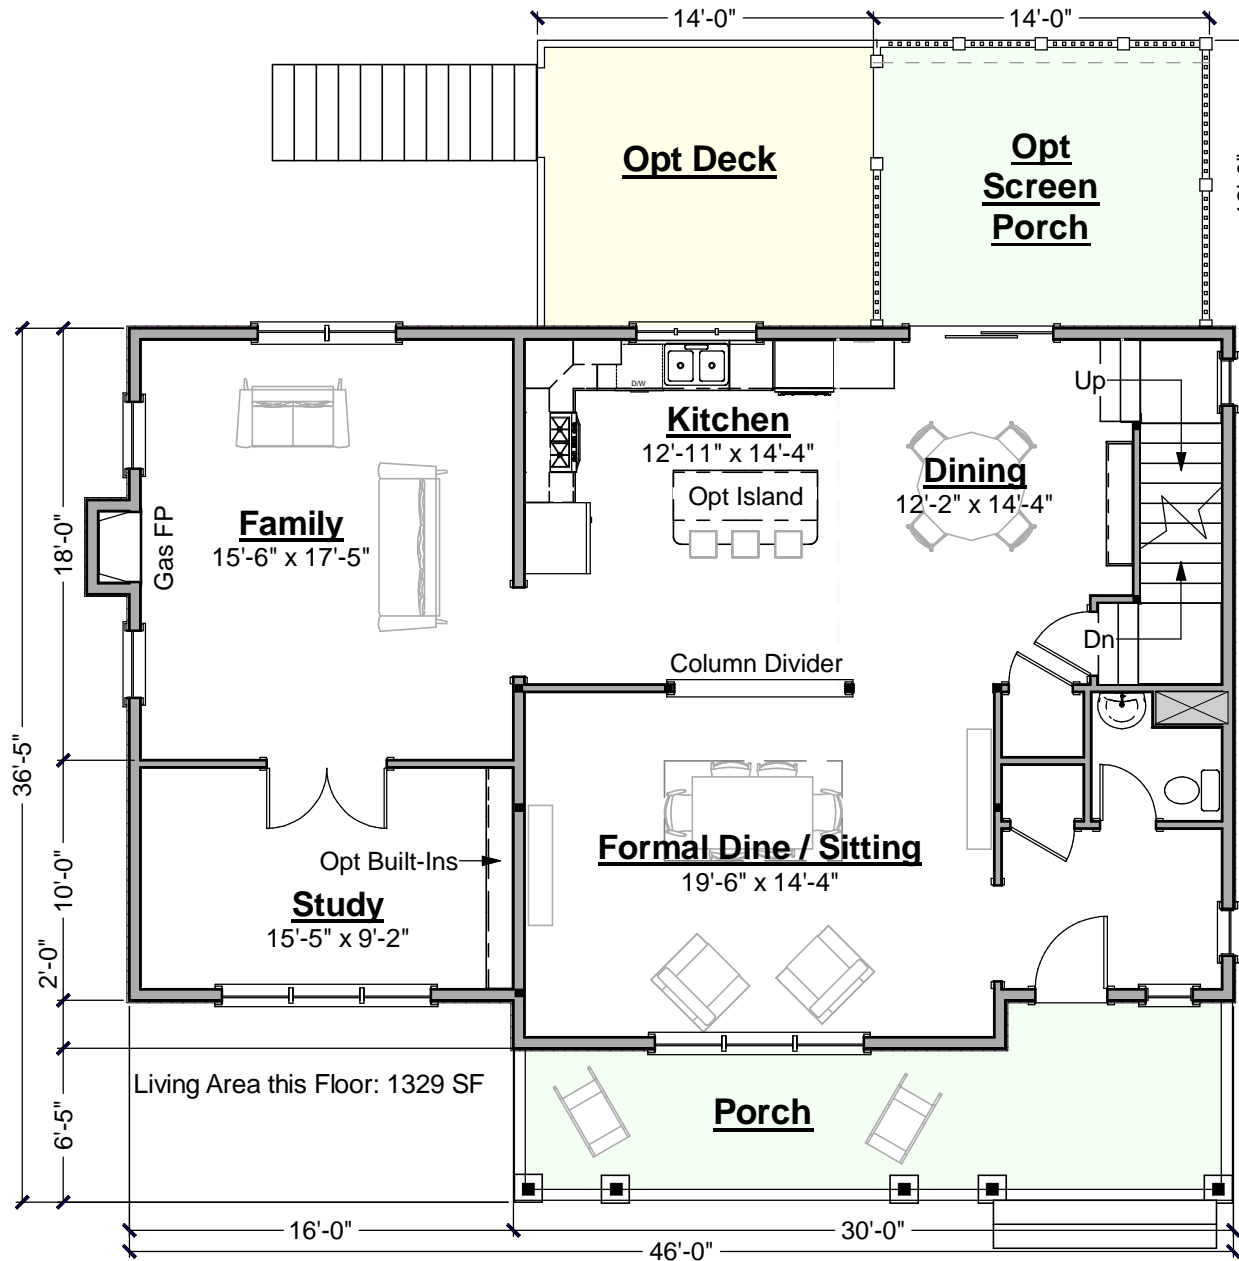 14'-0"
14'-0"
Opt Deck
Opt
Screen
Porch
Up
D/W
Kitchen
12'-11" x 14'-4"
Dining
12'-2" x 14'-4"
Opt Island
Family
15'-6" x 17'-5"
Gas FP
18'-0"
Dn
Column Divider
36'-5"
Formal Dine / Sitting
19'-6" x 14'-4"
Opt Built-Ins
Study
15'-5" x 9'-2"
10'-0"
2'-0"
Living Area this Floor: 1329 SF
Porch
6'-5"
16'-0"
30'-0"
46'-0"